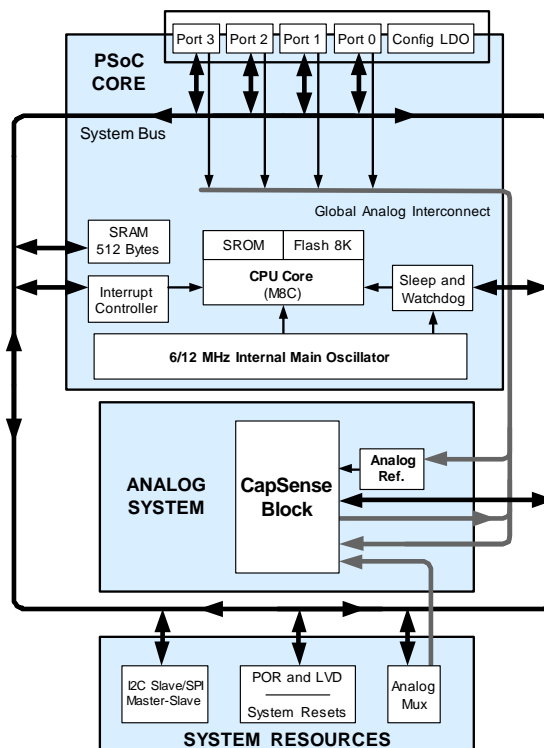 Port 3 Port 2 Port 1 Port 0 Config LDO
PSoC
CORE
System Bus
Global Analog Interconnect
SRAM
512 Bytes
SROM Flash 8K
CPU Core
(M8C)
Interrupt
Controller
Sleep and
Watchdog
6/12 MHz Internal Main Oscillator
ANALOG
SYSTEM
CapSense
Block
Analog
Ref.
I2C Slave/SPI
Master-Slave
POR and LVD
System Resets
Analog
Mux
SYSTEM RESOURCES